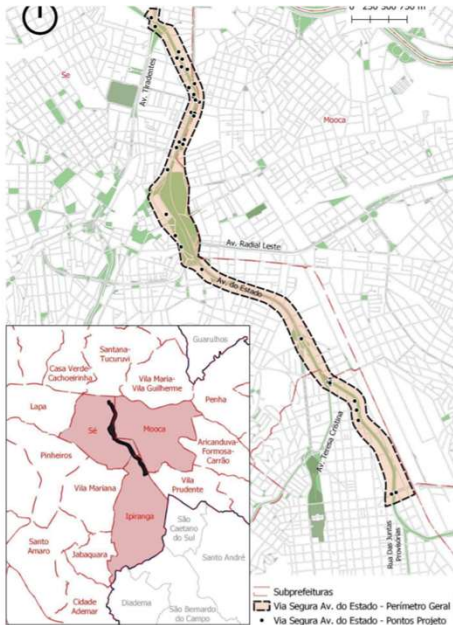 0 250 500 750 m
Sé
Av. Tiradentes
Mooca
Av. Radial Leste
Av. do Estado
Av. Teresa Cristina
Rua Das Juntas
Provisórias
Guarulhos
Santana-
Tucuruvi
Casa Verde-
Cachoeirinha
Vila Maria-
Vila Guilherme
Penha
Lapa
Sé
Mooca
Aricanduva-
Formosa-
Carrão
Pinheiros
Vila Mariana
Vila
Prudente
Ipiranga
São
Caetano
do Sul
Santo
Amaro
Jabaquara
Santo André
Cidade
Ademar
Diadema
São Bernardo
do Campo
Subprefeituras
Via Segura Av. do Estado - Perímetro Geral
Via Segura Av. do Estado - Pontos Projeto